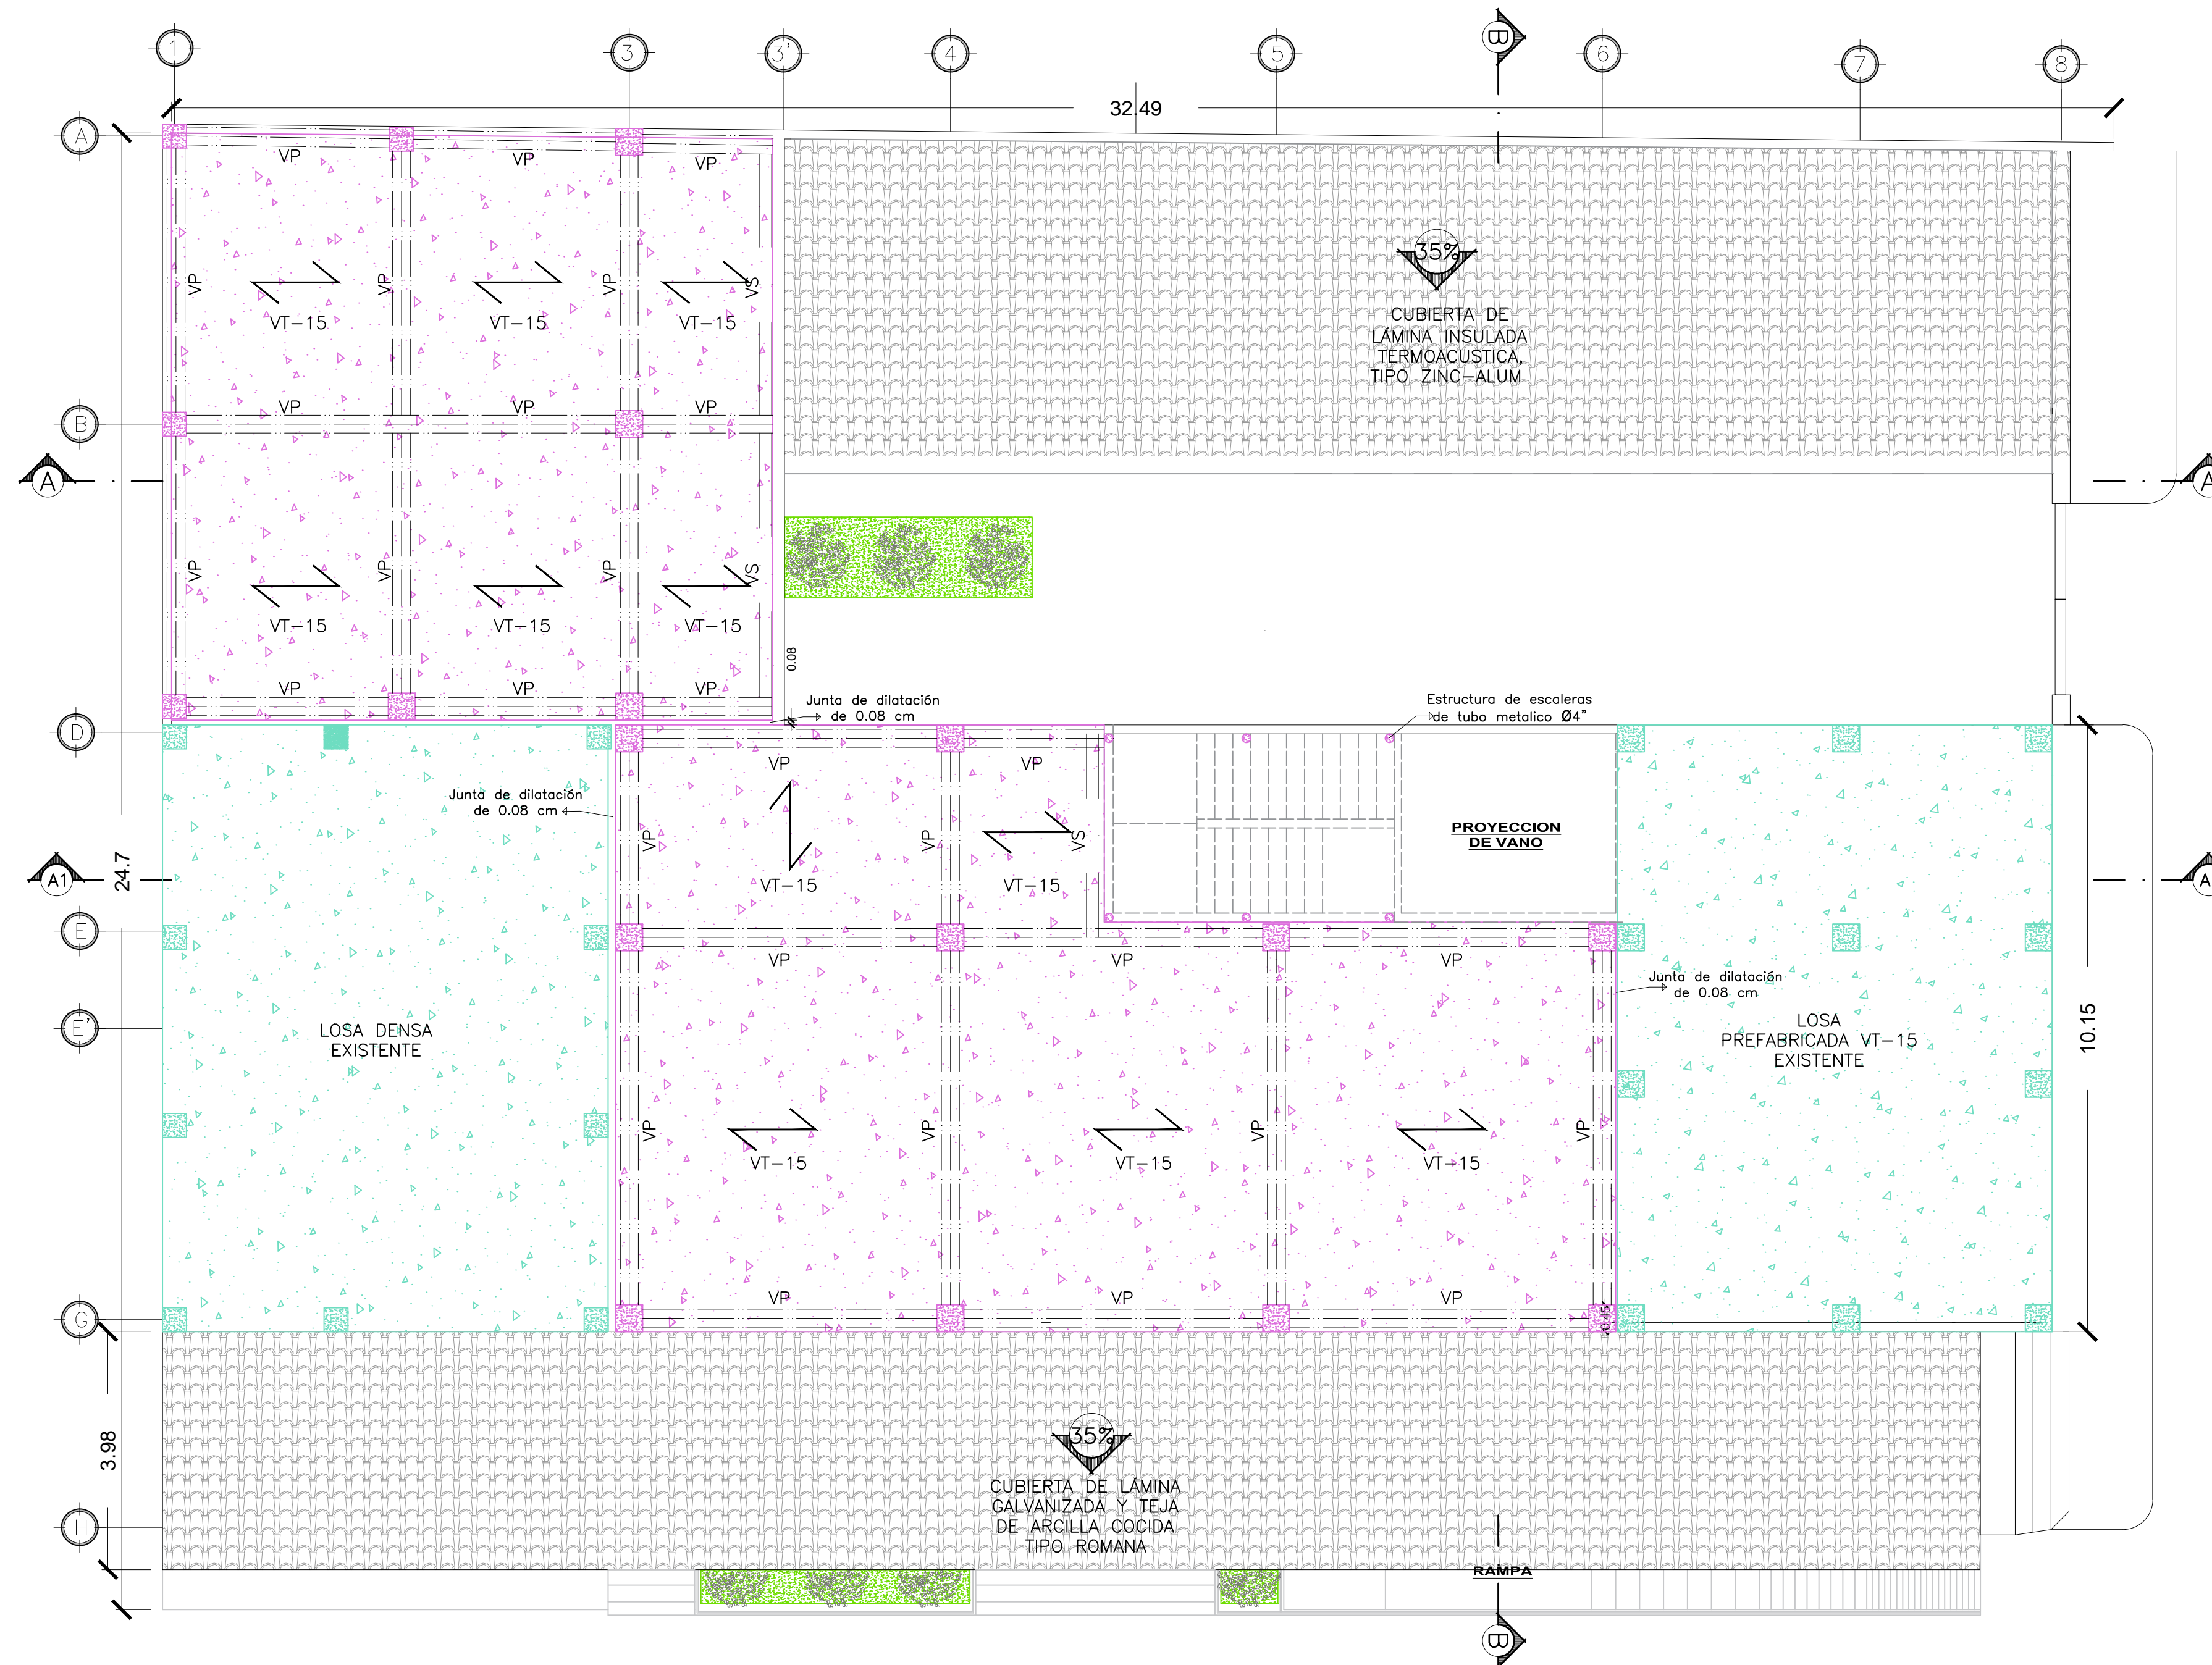 1
3
3'
4
5
B
6
7
8
32.49
A
VP
VP
VP
35%
CUBIERTA DE
LÁMINA INSULADA
TERMOACUSTICA,
TIPO ZINC-ALUM
VP
VP
VP
VS
VT-15
VT-15
VT-15
VP
VP
VP
B
A
A
VP
VP
VP
VS
VT-15
VT-15
VT-15
0.08
VP
VP
VP
Junta de dilatación
de 0.08 cm
Estructura de escaleras
de tubo metalico Ø4"
D
VP
VP
Junta de dilatación
de 0.08 cm
VP
VP
VS
PROYECCION
DE VANO
24.7
A1
VT-15
VT-15
A
E
VP
VP
VP
Junta de dilatación
de 0.08 cm
E'
LOSA DENSA
EXISTENTE
LOSA
PREFABRICADA VT-15
EXISTENTE
10.15
VP
VP
VP
VP
VT-15
VT-15
VT-15
VP
VP
VP
0.45
G
3.98
35%
CUBIERTA DE LÁMINA
GALVANIZADA Y TEJA
DE ARCILLA COCIDA
TIPO ROMANA
H
RAMPA
B